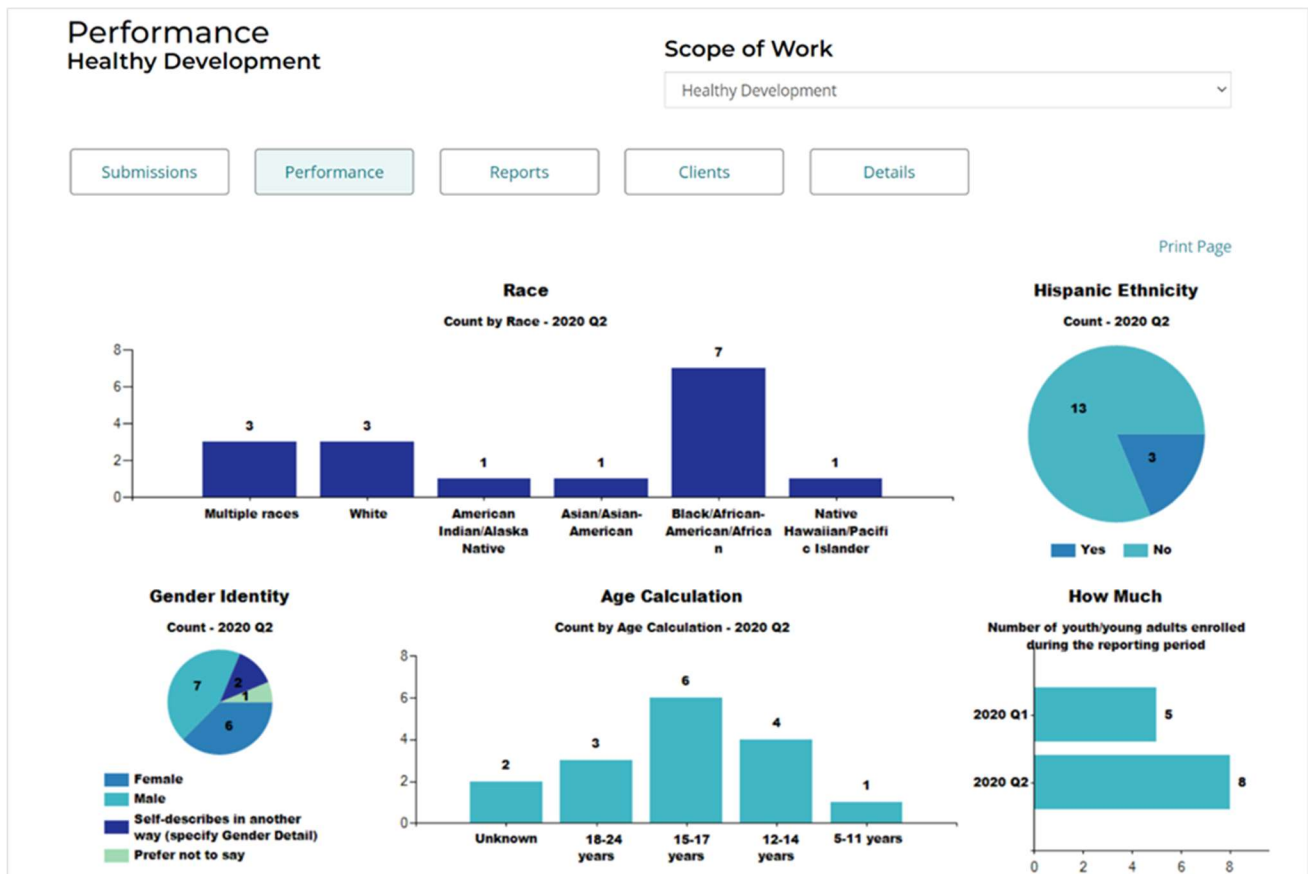 Performance
Healthy Development
Scope of Work
Healthy Development
Submissions
Performance
Reports
Clients
Details
Print Page
Race
Count by Race - 2020 Q2
8
6
4
2
0
3
3
1
1
7
1
Multiple races
White
American
Indian/Alaska
Native
Asian/Asian-
American
Black/African-
American/Africa
n
Native
Hawaiian/Pacifi
c Islander
Hispanic Ethnicity
Count - 2020 Q2
13
3
Yes
No
Gender Identity
Count - 2020 Q2
7
2
1
6
Female
Male
Self-describes in another
way (specify Gender Detail)
Prefer not to say
Age Calculation
Count by Age Calculation - 2020 Q2
8
6
4
2
0
2
3
6
4
1
Unknown
18-24
years
15-17
years
12-14
years
5-11 years
How Much
Number of youth/young adults enrolled
during the reporting period
2020 Q1
5
2020 Q2
8
0
2
4
6
8